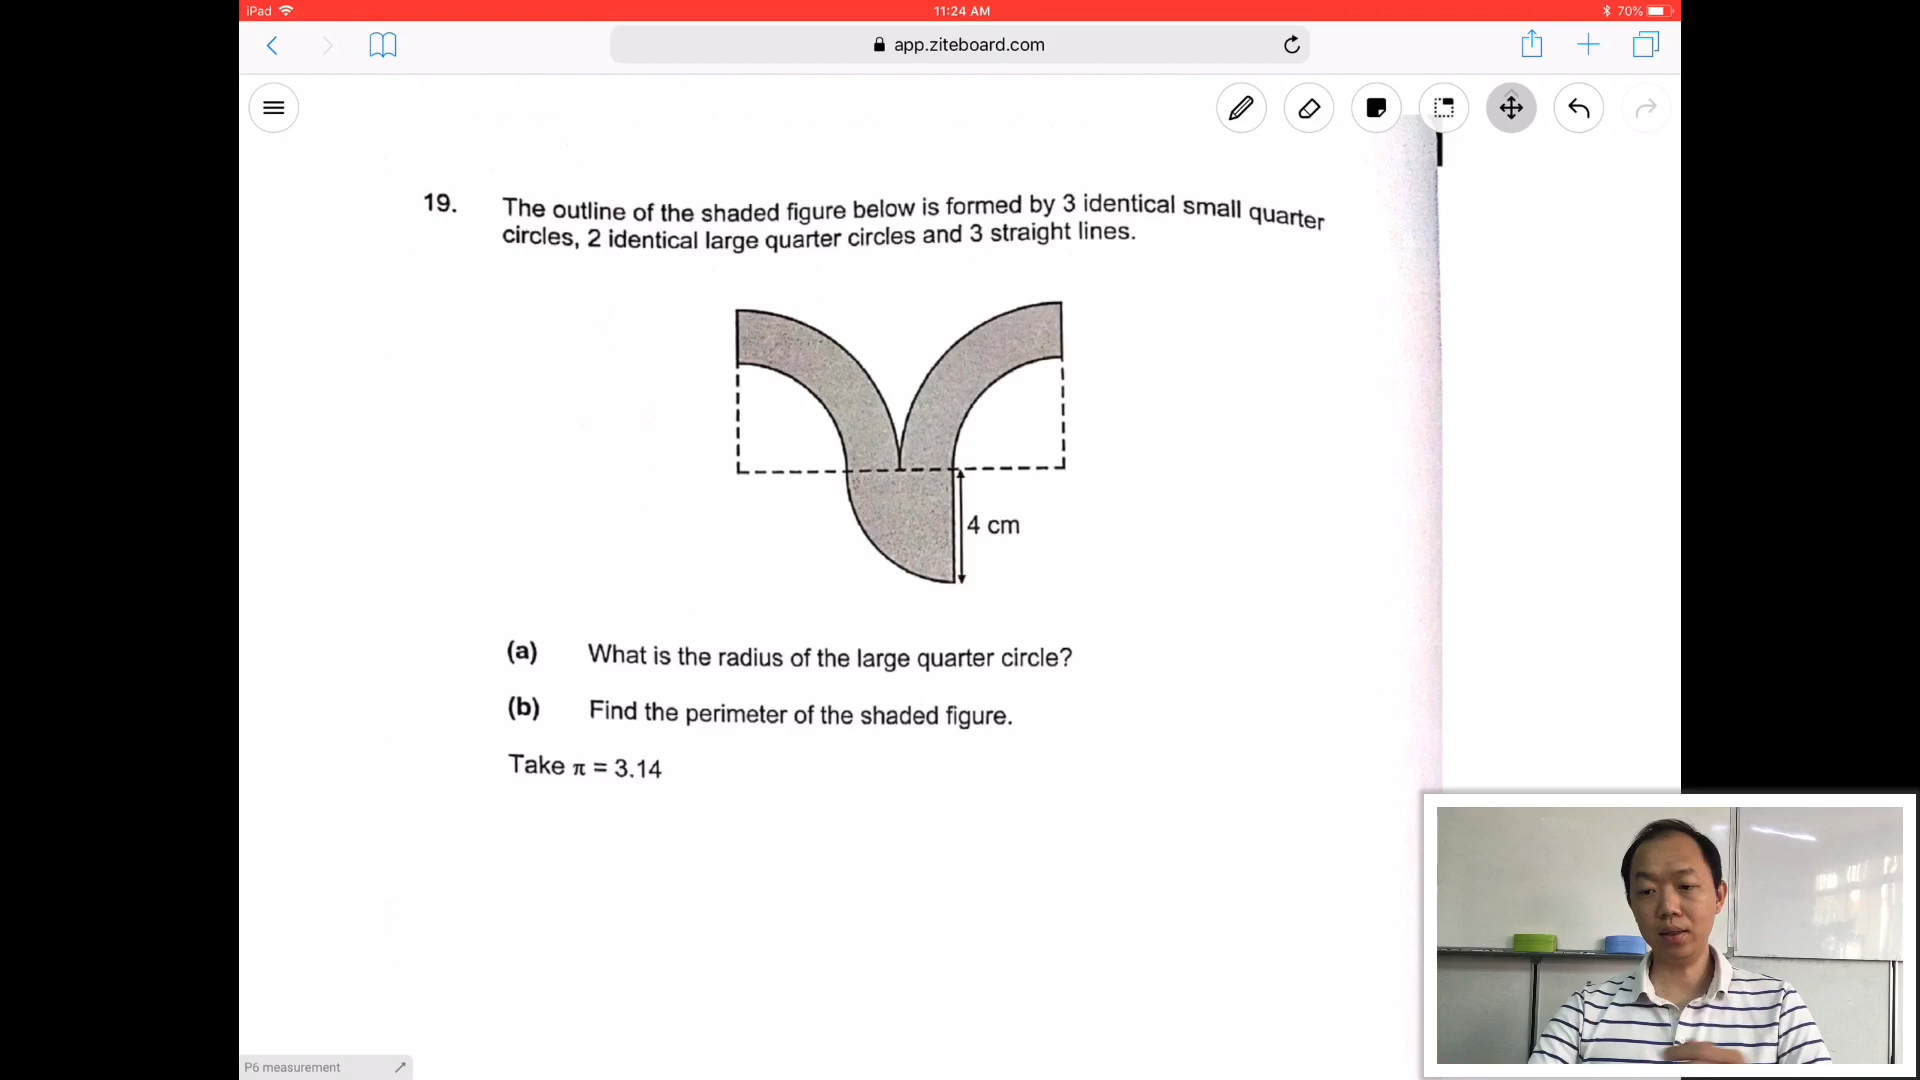 iPad
11:24 AM
70%
app.ziteboard.com
19. The outline of the shaded figure below is formed by 3 identical small quarter
circles, 2 identical large quarter circles and 3 straight lines.
4 cm
(a) What is the radius of the large quarter circle?
(b) Find the perimeter of the shaded figure.
Take π = 3.14
P6 measurement